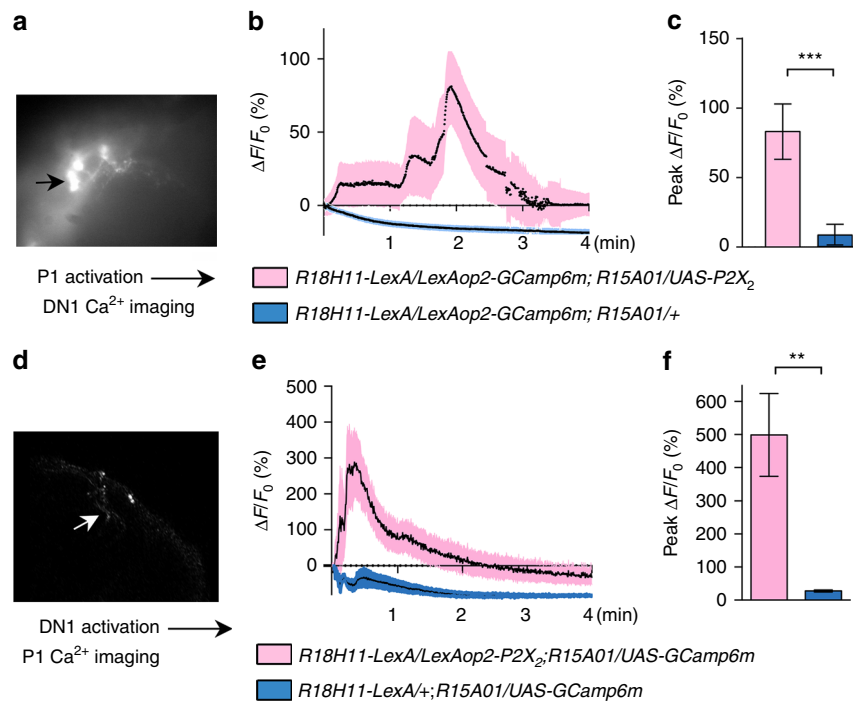 a
P1 activation
DN1 Ca²⁺ imaging
b
ΔF/F₀ (%)
100
50
0
1 2 3 4 (min)
c
Peak ΔF/F₀ (%)
150
100
50
0
***
R18H11-LexA/LexAop2-GCamp6m; R15A01/UAS-P2X₂
R18H11-LexA/LexAop2-GCamp6m; R15A01/+
d
DN1 activation
P1 Ca²⁺ imaging
e
ΔF/F₀ (%)
500
400
300
200
100
0
1 2 3 4 (min)
f
Peak ΔF/F₀ (%)
600
500
400
300
200
100
0
**
R18H11-LexA/LexAop2-P2X₂;R15A01/UAS-GCamp6m
R18H11-LexA/+;R15A01/UAS-GCamp6m